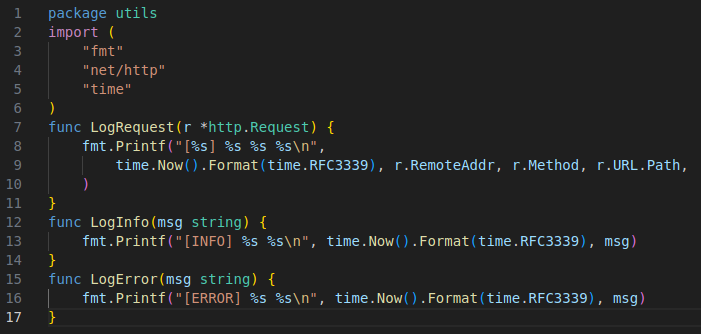 1 package utils
2 import (
3     "fmt"
4     "net/http"
5     "time"
6 )
7 func LogRequest(r *http.Request) {
8     fmt.Printf("[%s] %s %s %s\n",
9         time.Now().Format(time.RFC3339), r.RemoteAddr, r.Method, r.URL.Path,
10     )
11 }
12 func LogInfo(msg string) {
13     fmt.Printf("[INFO] %s %s\n", time.Now().Format(time.RFC3339), msg)
14 }
15 func LogError(msg string) {
16     fmt.Printf("[ERROR] %s %s\n", time.Now().Format(time.RFC3339), msg)
17 }